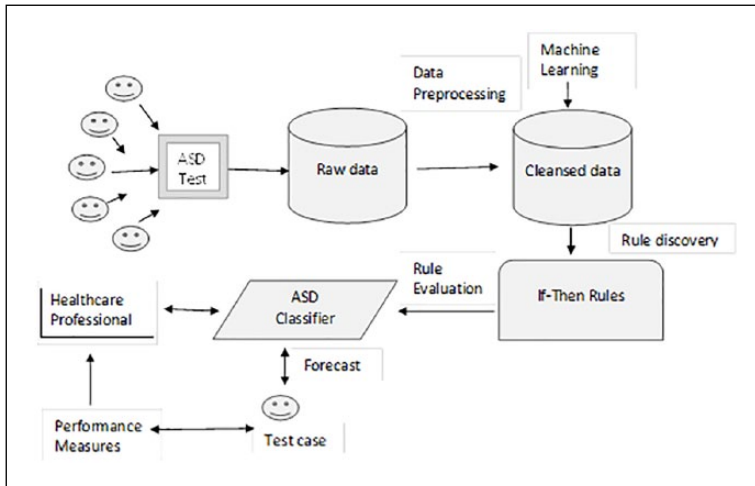 Machine
Learning
Data
Preprocessing
ASD
Test
Raw data
Cleansed data
Rule discovery
Healthcare
Professional
ASD
Classifier
Rule
Evaluation
If-Then Rules
Forecast
Performance
Measures
Test case